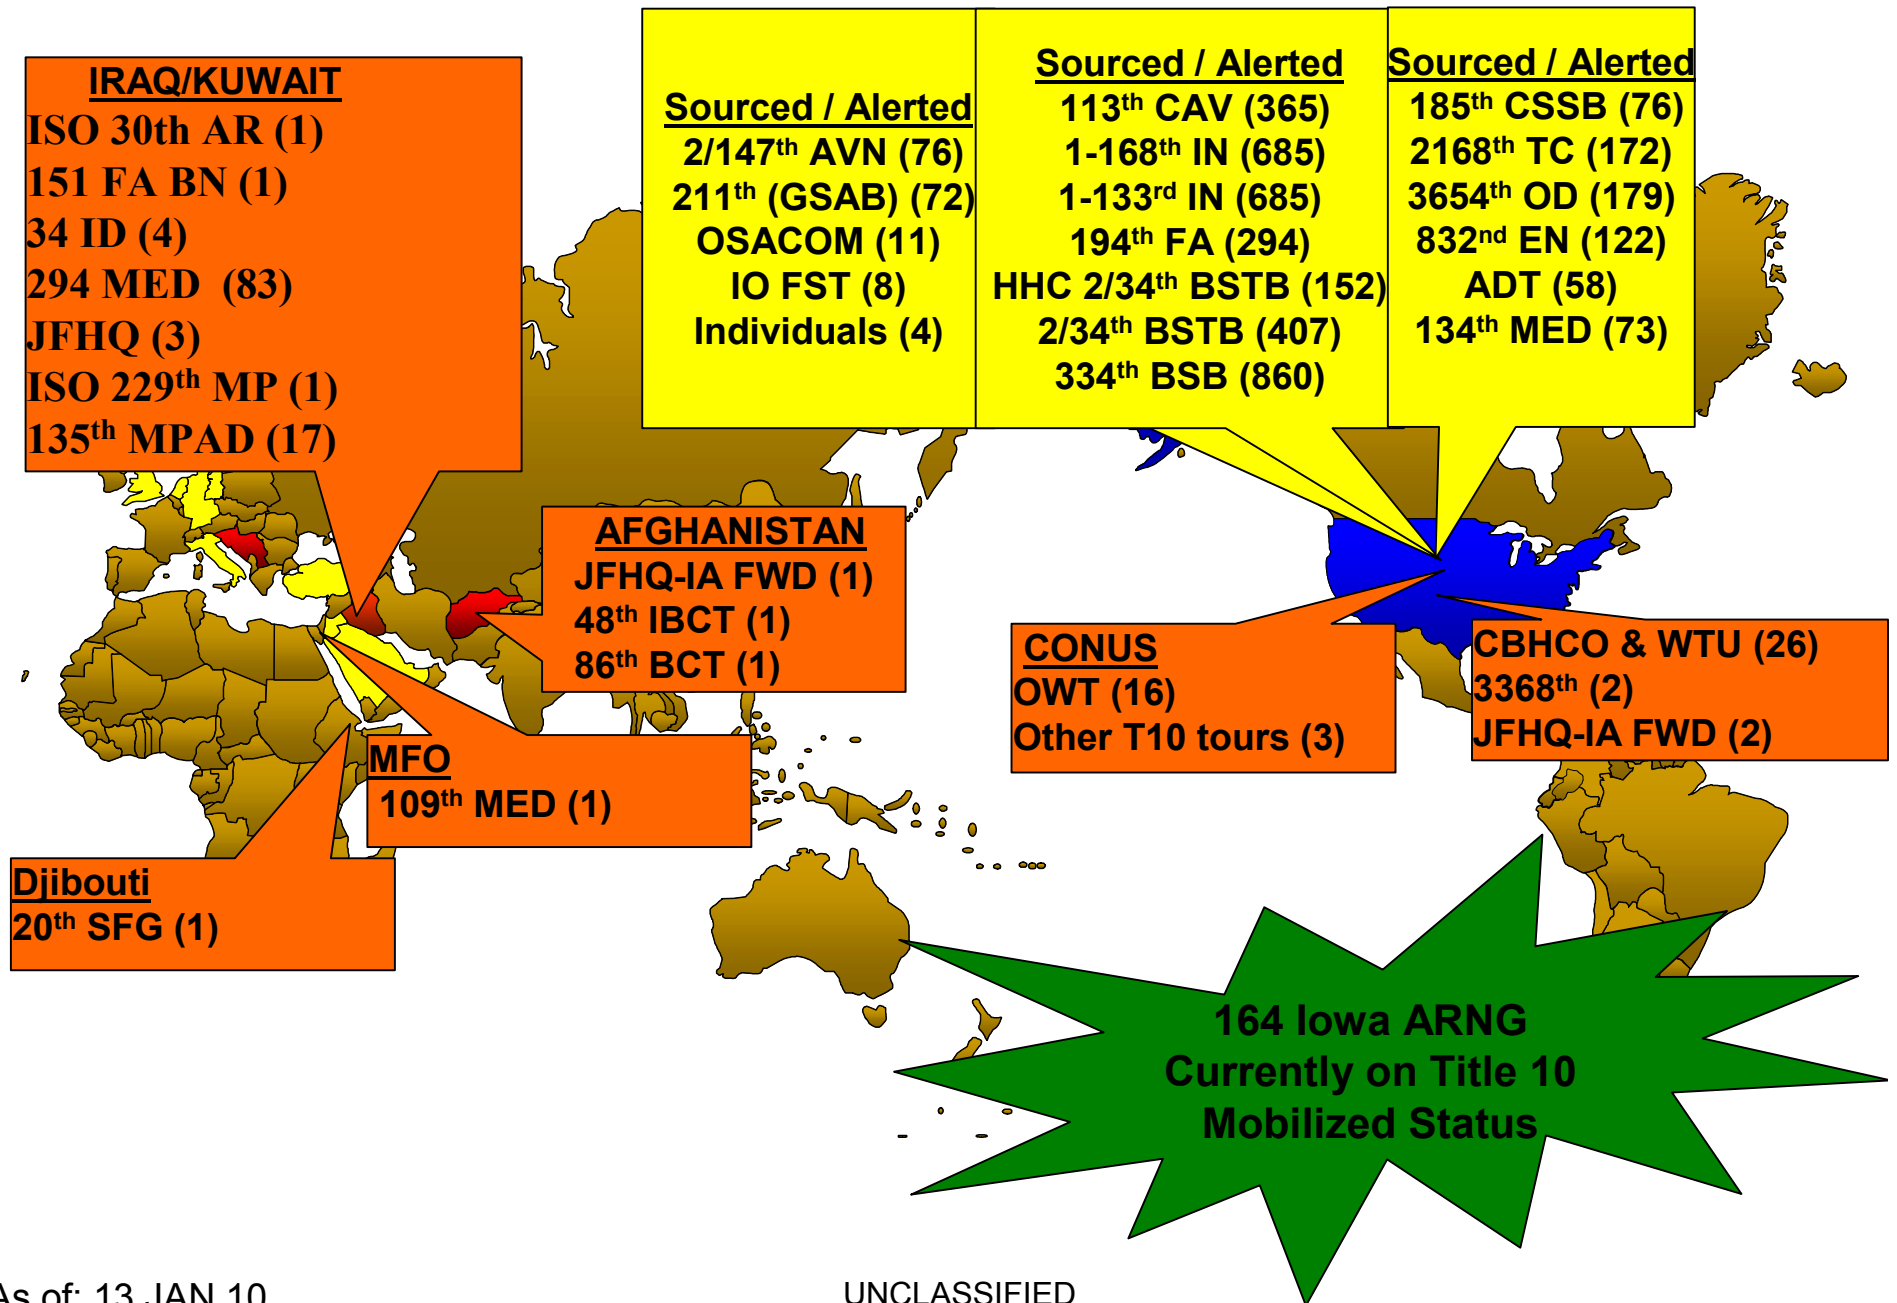 IRAQ/KUWAIT
ISO 30th AR (1)
151 FA BN (1)
34 ID (4)
294 MED (83)
JFHQ (3)
ISO 229th MP (1)
135th MPAD (17)
Sourced / Alerted
2/147th AVN (76)
211th (GSAB) (72)
OSACOM (11)
IO FST (8)
Individuals (4)
Sourced / Alerted
113th CAV (365)
1-168th IN (685)
1-133rd IN (685)
194th FA (294)
HHC 2/34th BSTB (152)
2/34th BSTB (407)
334th BSB (860)
Sourced / Alerted
185th CSSB (76)
2168th TC (172)
3654th OD (179)
832nd EN (122)
ADT (58)
134th MED (73)
AFGHANISTAN
JFHQ-IA FWD (1)
48th IBCT (1)
86th BCT (1)
CONUS
OWT (16)
Other T10 tours (3)
CBHCO & WTU (26)
3368th (2)
JFHQ-IA FWD (2)
MFO
109th MED (1)
Djibouti
20th SFG (1)
164 Iowa ARNG
Currently on Title 10
Mobilized Status
As of: 13 JAN 10
UNCLASSIFIED